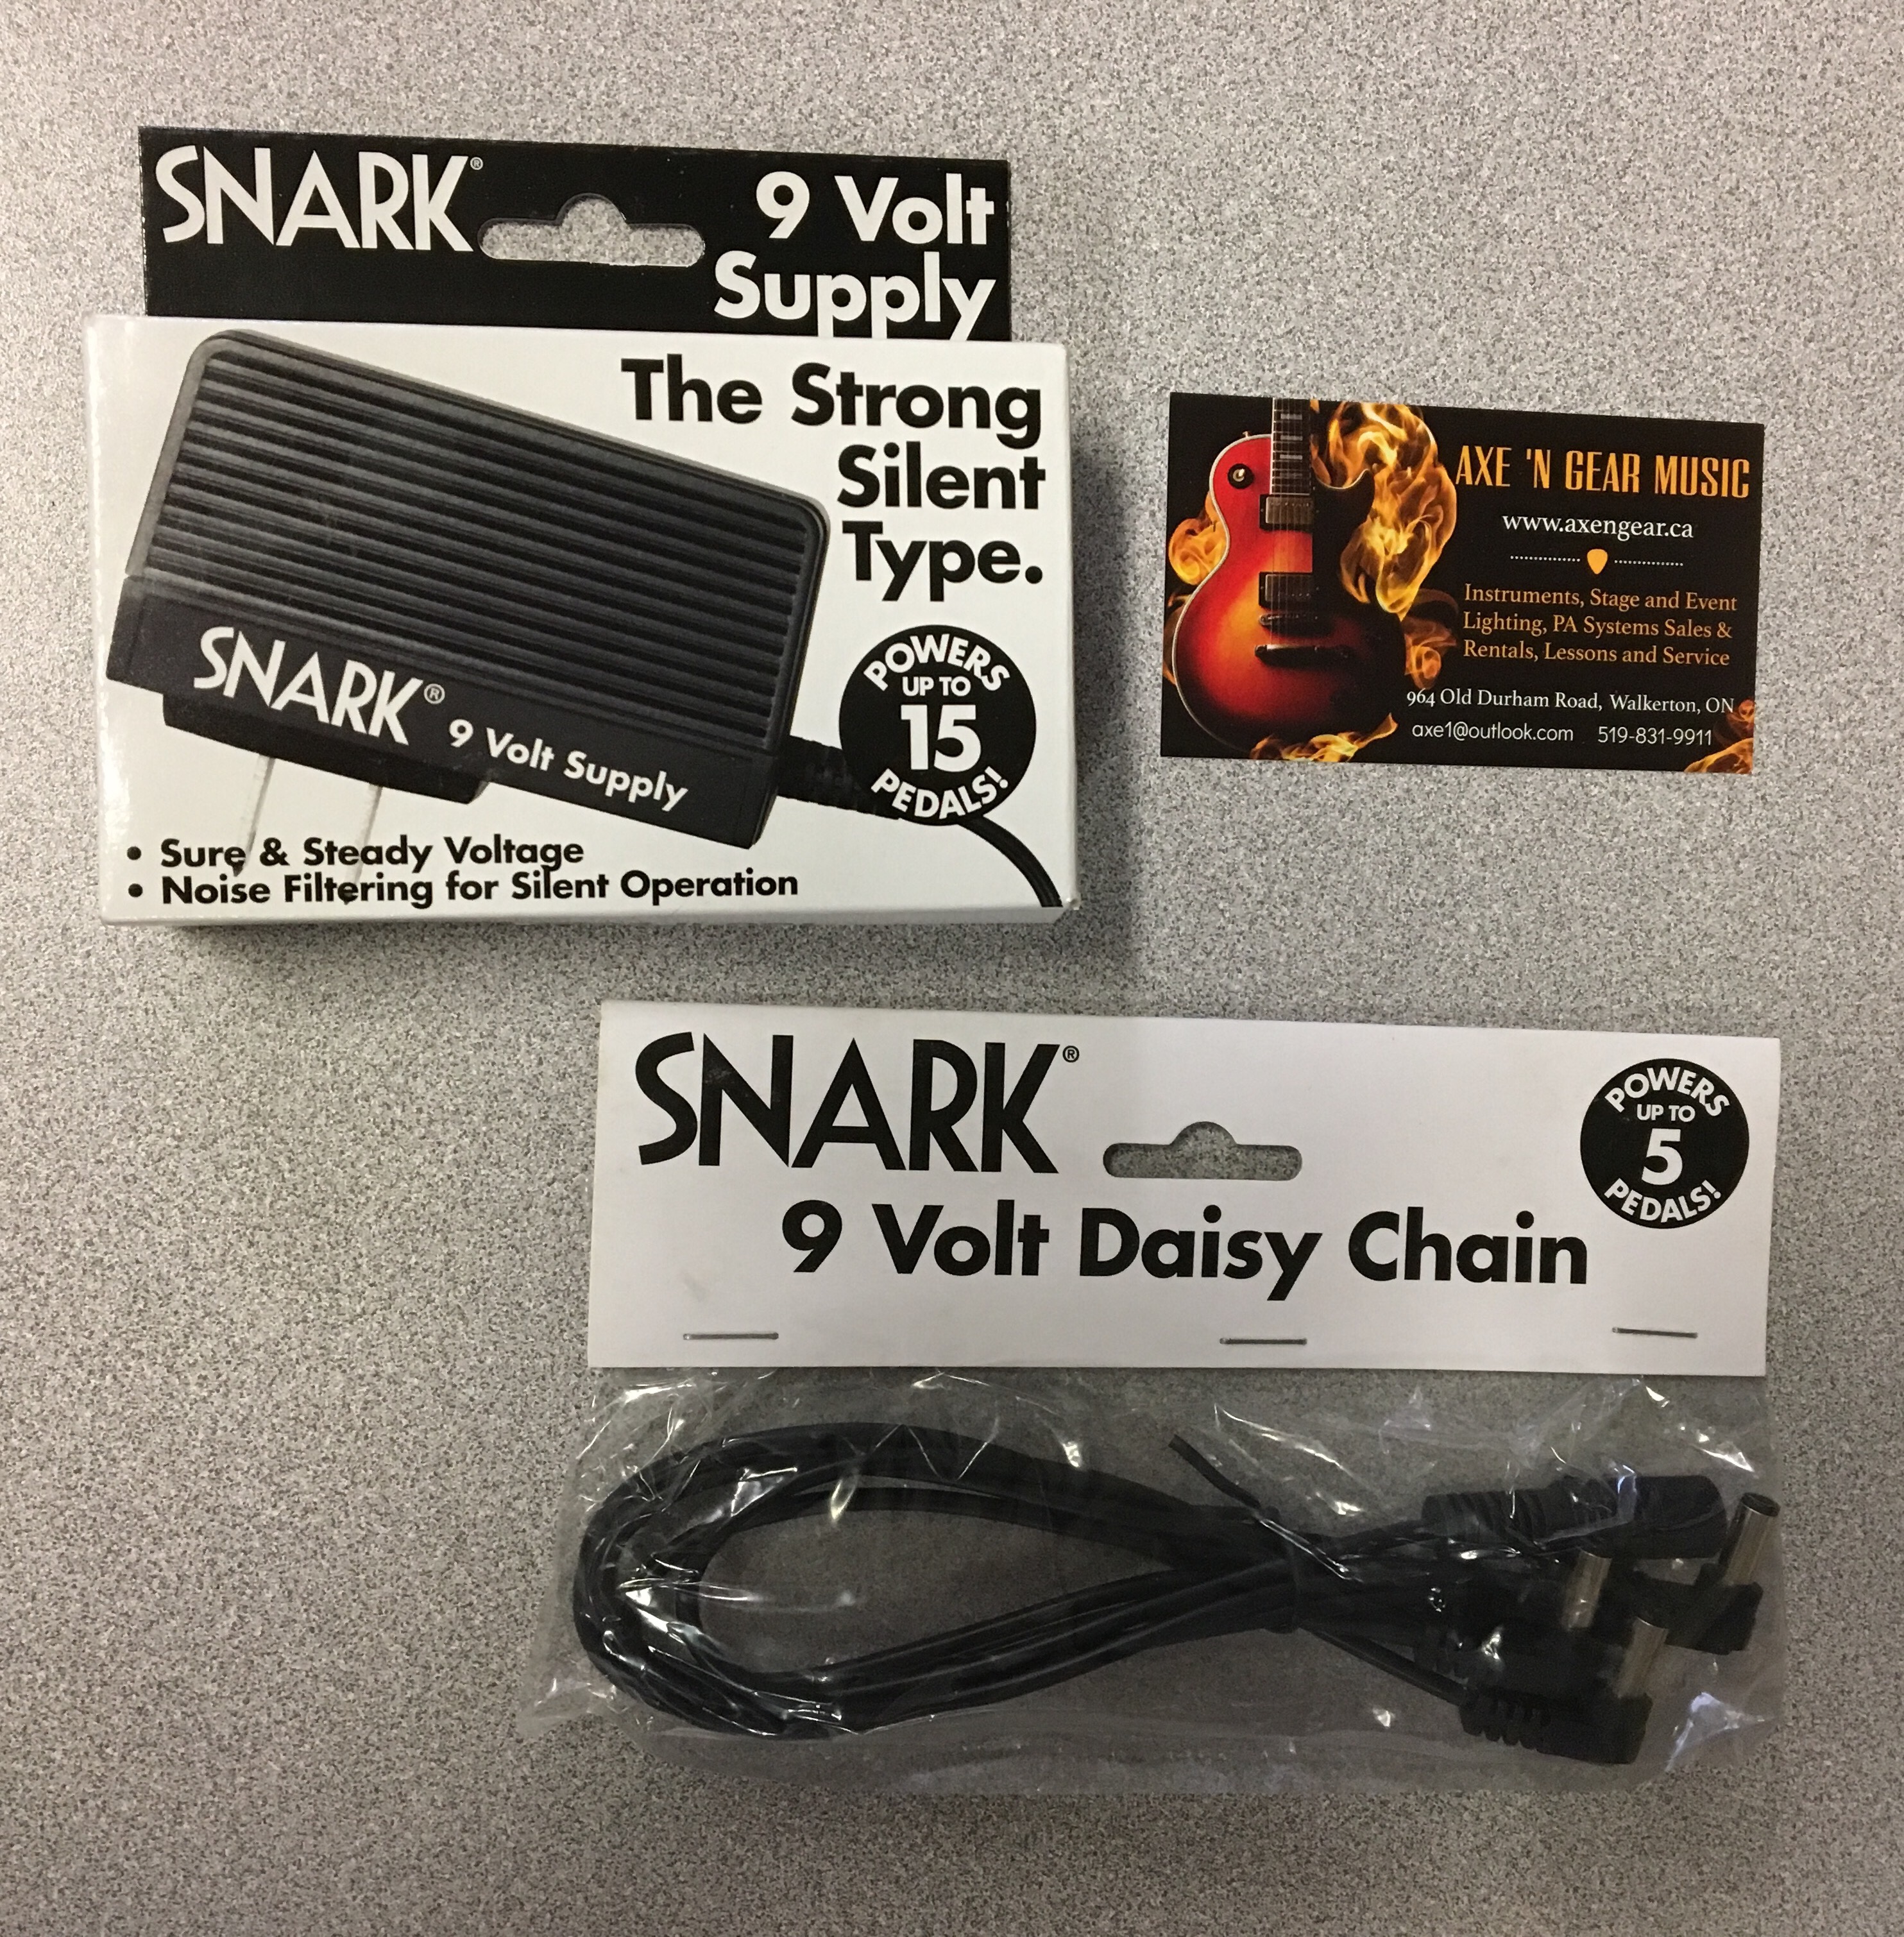 SNARK®
9 Volt
Supply
The Strong
Silent
Type.
POWERS
UP TO
15
PEDALS!
SNARK® 9 Volt Supply
• Sure & Steady Voltage
• Noise Filtering for Silent Operation
AXE 'N GEAR MUSIC
www.axengear.ca
Instruments, Stage and Event
Lighting, PA Systems Sales &
Rentals, Lessons and Service
964 Old Durham Road, Walkerton, ON
axe1@outlook.com 519-831-9911
SNARK®
POWERS
UP TO
5
PEDALS!
9 Volt Daisy Chain